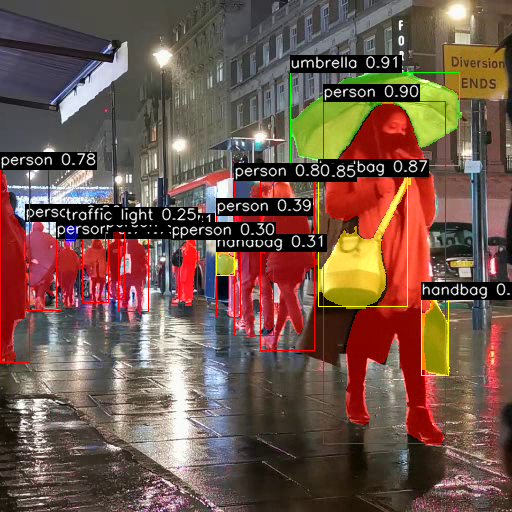 FO
Diversion
ENDS
umbrella 0.91
person 0.90
person 0.78
person 0.80
0.85
bag 0.87
person 0.39
traffic light 0.25
person 0.30
handbag 0.31
handbag 0.